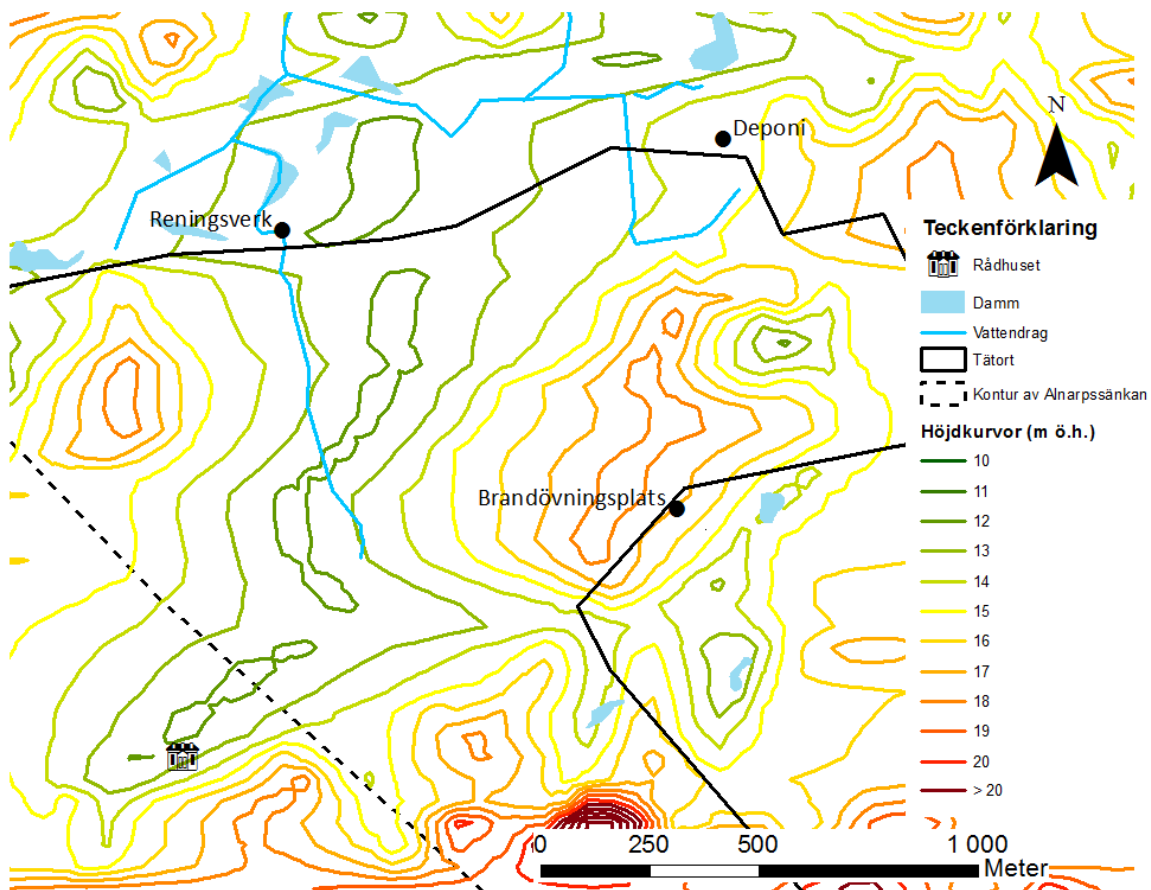 Deponi
N
Reningsverk
Brandövningsplats
Teckenförklaring
Rådhuset
Damm
Vattendrag
Tätort
Kontur av Alnarpssänkan
Höjdkurvor (m ö.h.)
10
11
12
13
14
15
16
17
18
19
20
> 20
0 250 500 1 000
Meter